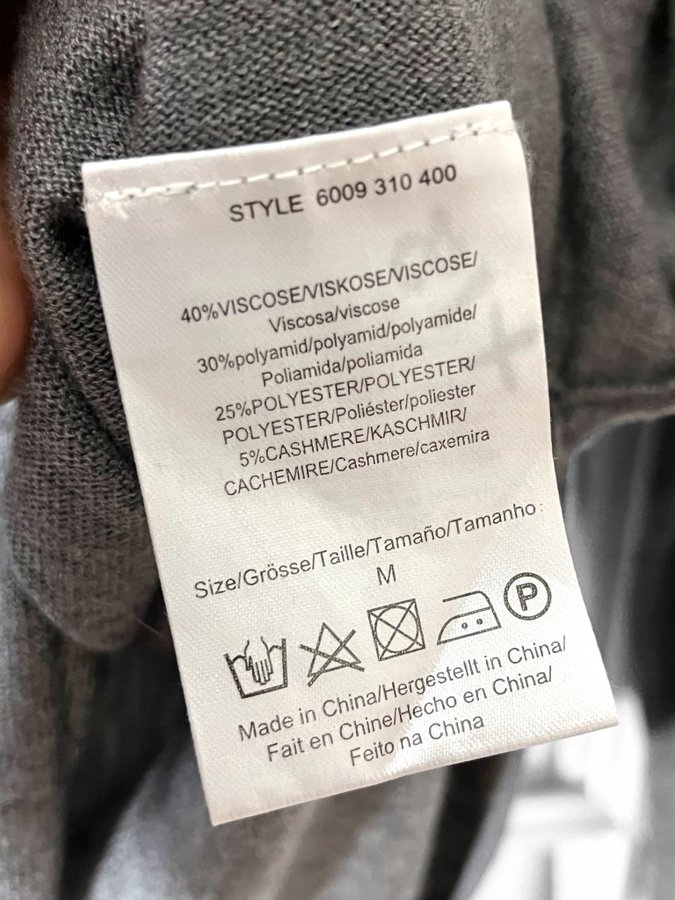 STYLE 6009 310 400
40%VISCOSE/VISKOSE/VISCOSE/
Viscosa/viscose
30%polyamid/polyamid/polyamide/
Poliamida/poliamida
25%POLYESTER/POLYESTER/
POLYESTER/Poliéster/poliester
5%CASHMERE/KASCHMIR/
CACHEMIRE/Cashmere/caxemira
Size/Grösse/Taille/Tamaño/Tamanho:
M
P
Made in China/Hergestellt in China/
Fait en Chine/Hecho en China/
Feito na China